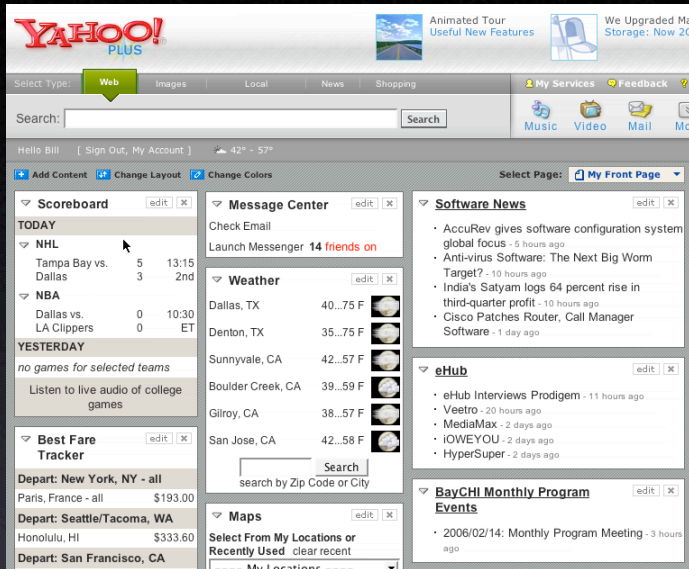 YAHOO!
PLUS
Animated Tour
Useful New Features
We Upgraded
Storage: Now
Select Type:
Web
Images
Local
News
Shopping
My Services
Feedback
Search:
Search
Music
Video
Mail
Hello Bill [ Sign Out, My Account ] 42° - 57°
Add Content
Change Layout
Change Colors
Select Page:
My Front Page
Scoreboard
edit
TODAY
NHL
Tampa Bay vs. 5 13:15
Dallas 3 2nd
NBA
Dallas vs. 0 10:30
LA Clippers 0 ET
YESTERDAY
no games for selected teams
Listen to live audio of college
games
Best Fare
Tracker
edit
Depart: New York, NY - all
Paris, France - all $193.00
Depart: Seattle/Tacoma, WA
Honolulu, HI $333.60
Depart: San Francisco, CA
Message Center
edit
Check Email
Launch Messenger 14 friends on
Weather
edit
Dallas, TX 40...75 F
Denton, TX 35...75 F
Sunnyvale, CA 42...57 F
Boulder Creek, CA 39...59 F
Gilroy, CA 38...57 F
San Jose, CA 42...58 F
Search
search by Zip Code or City
Maps
edit
Select From My Locations or
Recently Used clear recent
---- My Locations ----
Software News
edit
AccuRev gives software configuration system
global focus - 5 hours ago
Anti-virus Software: The Next Big Worm
Target? - 10 hours ago
India's Satyam logs 64 percent rise in
third-quarter profit - 10 hours ago
Cisco Patches Router, Call Manager
Software - 1 day ago
eHub
edit
eHub Interviews Prodigem - 11 hours ago
Veetro - 20 hours ago
MediaMax - 2 days ago
iOWEYOU - 2 days ago
HyperSuper - 2 days ago
BayCHI Monthly Program
Events
edit
2006/02/14: Monthly Program Meeting - 3 hours
ago